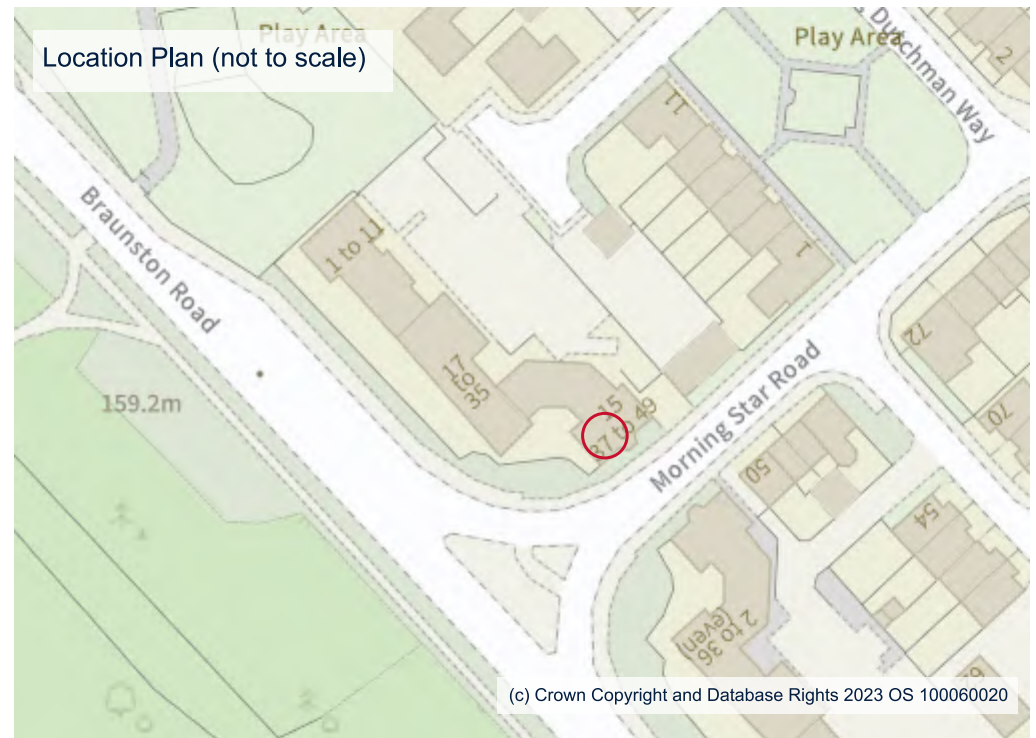 Play Area
Location Plan (not to scale)
Play Area
Dutchman Way
2
11
1 to 11
1
Braunston Road
72
17
to
35
159.2m
15
37 to 49
Morning Star Road
70
50
54
2 to 36
(even)
(c) Crown Copyright and Database Rights 2023 OS 100060020